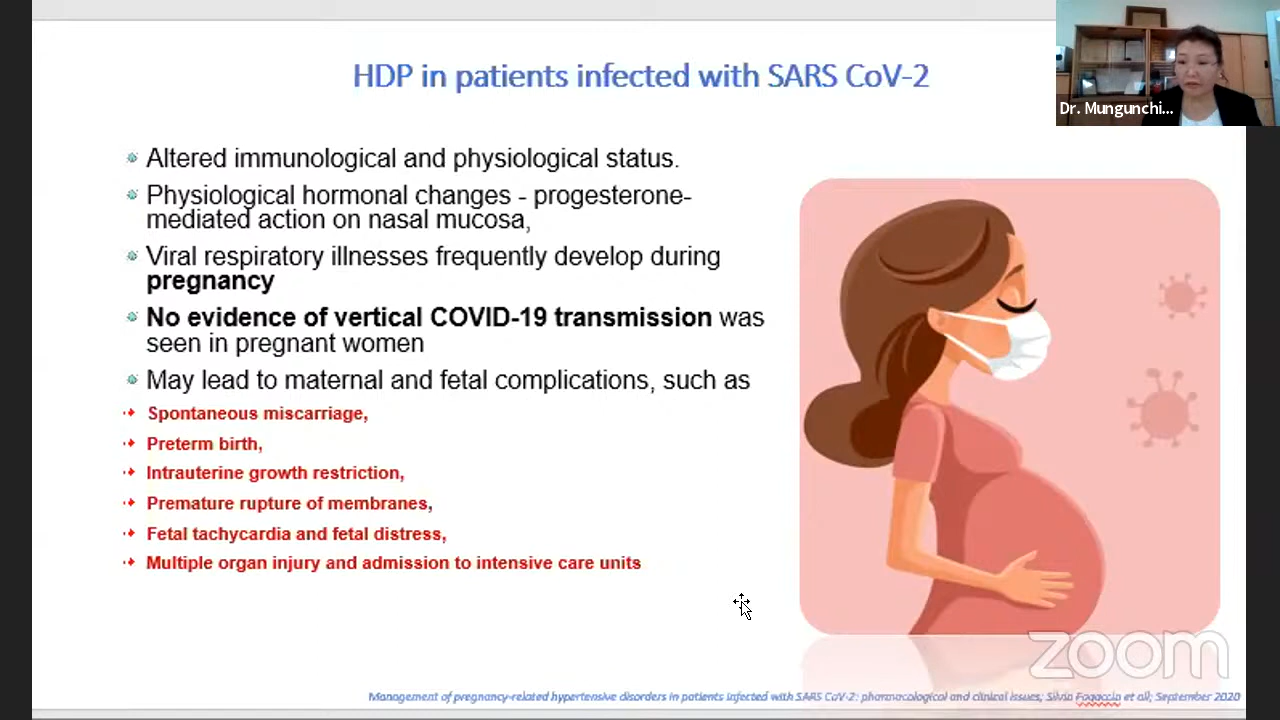 HDP in patients infected with SARS CoV-2
Dr. Mungunchi...
Altered immunological and physiological status.
Physiological hormonal changes - progesterone-
mediated action on nasal mucosa,
Viral respiratory illnesses frequently develop during
pregnancy
No evidence of vertical COVID-19 transmission was
seen in pregnant women
May lead to maternal and fetal complications, such as
Spontaneous miscarriage,
Preterm birth,
Intrauterine growth restriction,
Premature rupture of membranes,
Fetal tachycardia and fetal distress,
Multiple organ injury and admission to intensive care units
zoom
Management of pregnancy-related hypertensive disorders in patients infected with SARS CoV-2: pharmacological and clinical issues; Silvia Fogaccia et all; September 2020